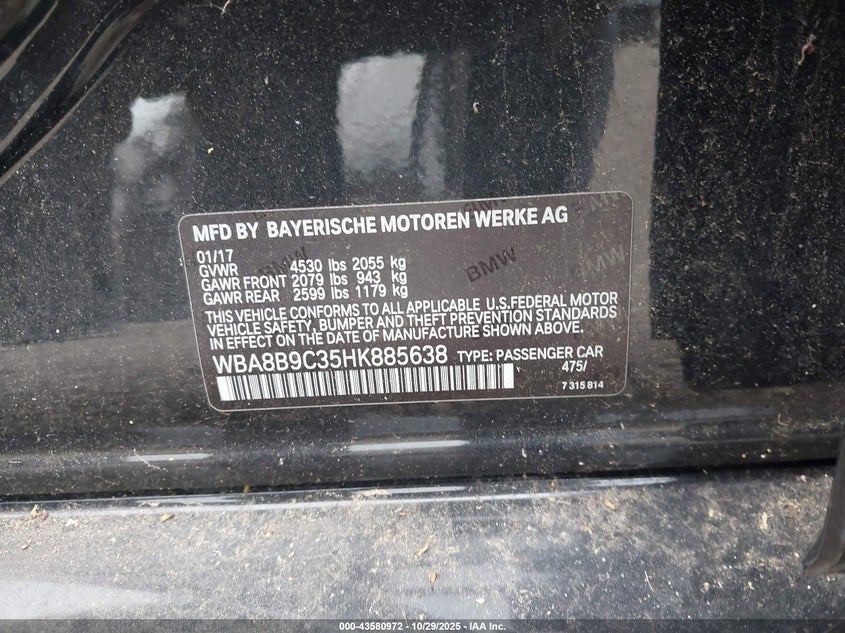 MFD BY BAYERISCHE MOTOREN WERKE AG
01/17
GVWR 4530 lbs 2055 kg
GAWR FRONT 2079 lbs 943 kg
GAWR REAR 2599 lbs 1179 kg
THIS VEHICLE CONFORMS TO ALL APPLICABLE U.S.FEDERAL MOTOR
VEHICLE SAFETY, BUMPER AND THEFT PREVENTION STANDARDS
IN EFFECT ON THE DATE OF MANUFACTURE SHOWN ABOVE.
WBA8B9C35HK885638 TYPE: PASSENGER CAR
475/
7 315 814
BMW
BMW
BMW
000-43580972 - 10/29/2025 - IAA Inc.